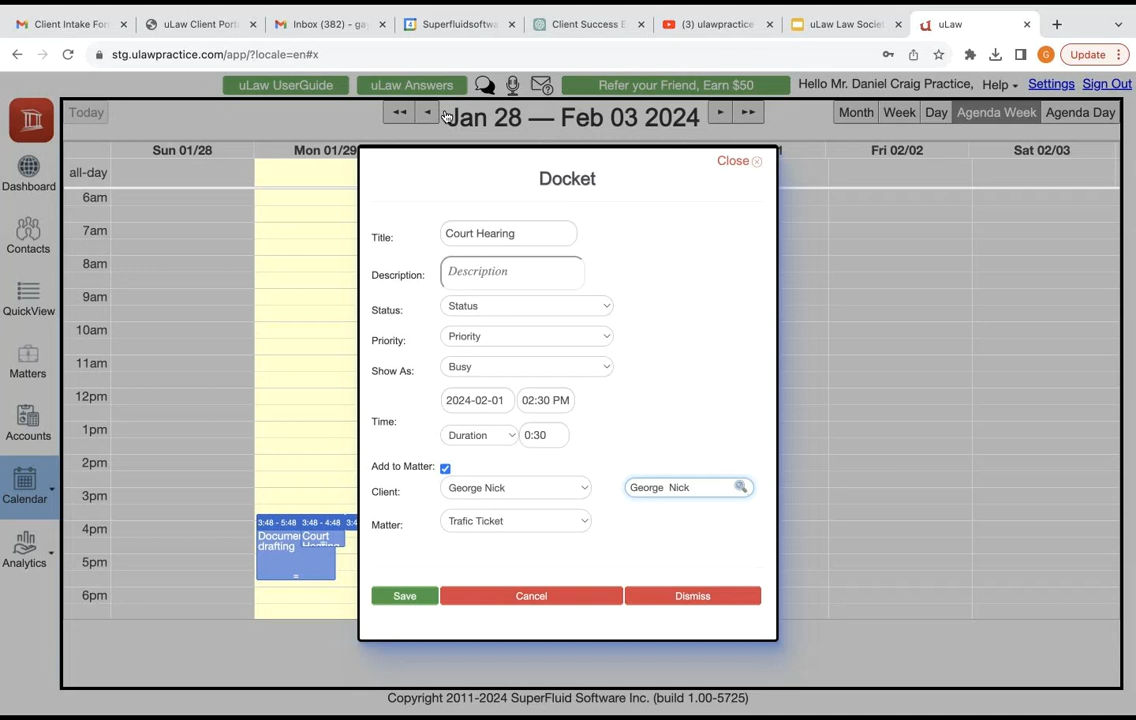 Client Intake For
uLaw Client Port
Inbox (382) - ga
Superfluidsoftwa
Client Success E
(3) ulawpractice
uLaw Law Societ
uLaw
stg.ulawpractice.com/app/?locale=en#x
G
Update
uLaw UserGuide
uLaw Answers
Refer your Friend, Earn $50
Hello Mr. Daniel Craig Practice,
Help
Settings
Sign Out
Today
Jan 28 — Feb 03 2024
Month
Week
Day
Agenda Week
Agenda Day
Dashboard
Contacts
QuickView
Matters
Accounts
Calendar
Analytics
Sun 01/28
Mon 01/29
Fri 02/02
Sat 02/03
all-day
6am
7am
8am
9am
10am
11am
12pm
1pm
2pm
3pm
4pm
5pm
6pm
3:48 - 5:48
3:48 - 4:48
3:4
Documen
drafting
Court
Hearing
Close
Docket
Title:
Court Hearing
Description:
Description
Status:
Status
Priority:
Priority
Show As:
Busy
Time:
2024-02-01
02:30 PM
Duration
0:30
Add to Matter:
Client:
George Nick
George Nick
Matter:
Trafic Ticket
Save
Cancel
Dismiss
Copyright 2011-2024 SuperFluid Software Inc. (build 1.00-5725)